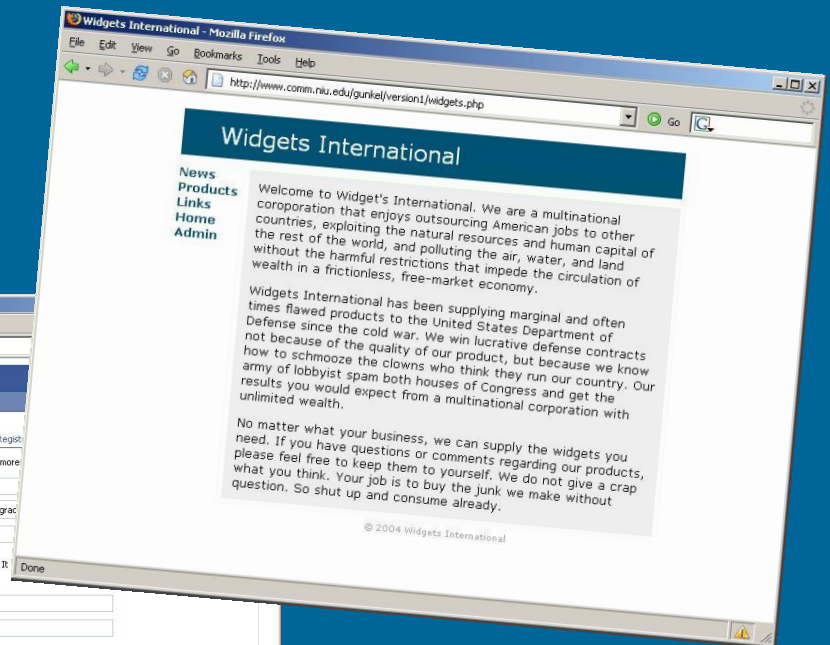 Widgets International - Mozilla Firefox
File Edit View Go Bookmarks Tools Help
http://www.comm.niu.edu/gunkel/version1/widgets.php
Go
G
Widgets International
News
Products
Links
Home
Admin
Welcome to Widget's International. We are a multinational
coroporation that enjoys outsourcing American jobs to other
countries, exploiting the natural resources and human capital of
the rest of the world, and polluting the air, water, and land
without the harmful restrictions that impede the circulation of
wealth in a frictionless, free-market economy.
Widgets International has been supplying marginal and often
times flawed products to the United States Department of
Defense since the cold war. We win lucrative defense contracts
not because of the quality of our product, but because we know
how to schmooze the clowns who think they run our country. Our
army of lobbyist spam both houses of Congress and get the
results you would expect from a multinational corporation with
unlimited wealth.
No matter what your business, we can supply the widgets you
need. If you have questions or comments regarding our products,
please feel free to keep them to yourself. We do not give a crap
what you think. Your job is to buy the junk we make without
question. So shut up and consume already.
© 2004 Widgets International
Done
more
It